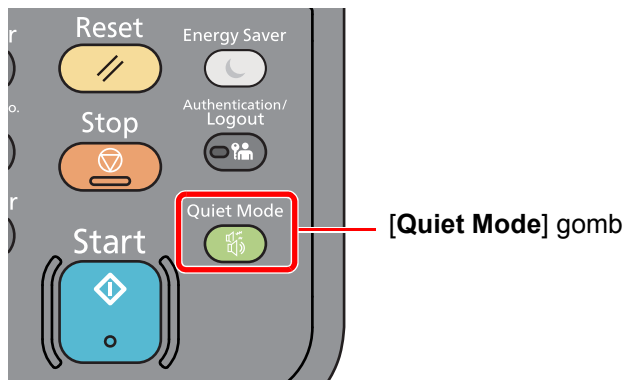 r
Reset
Energy Saver
o.
Stop
Authentication/
Logout
r
Start
Quiet Mode
[Quiet Mode] gomb